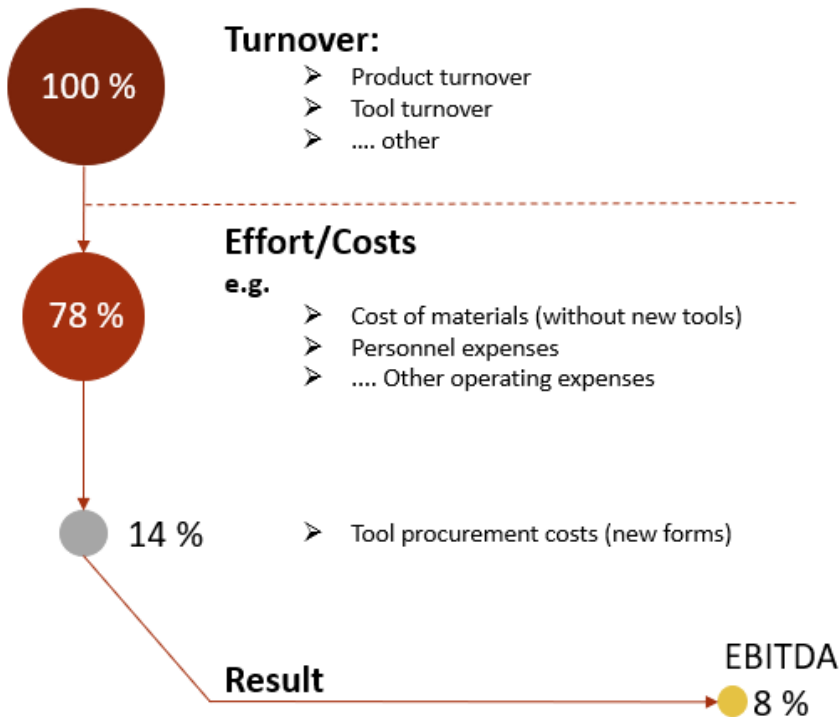 100 %
Turnover:
➢ Product turnover
➢ Tool turnover
➢ .... other
78 %
Effort/Costs
e.g.
➢ Cost of materials (without new tools)
➢ Personnel expenses
➢ .... Other operating expenses
14 %
➢ Tool procurement costs (new forms)
Result
EBITDA
8 %